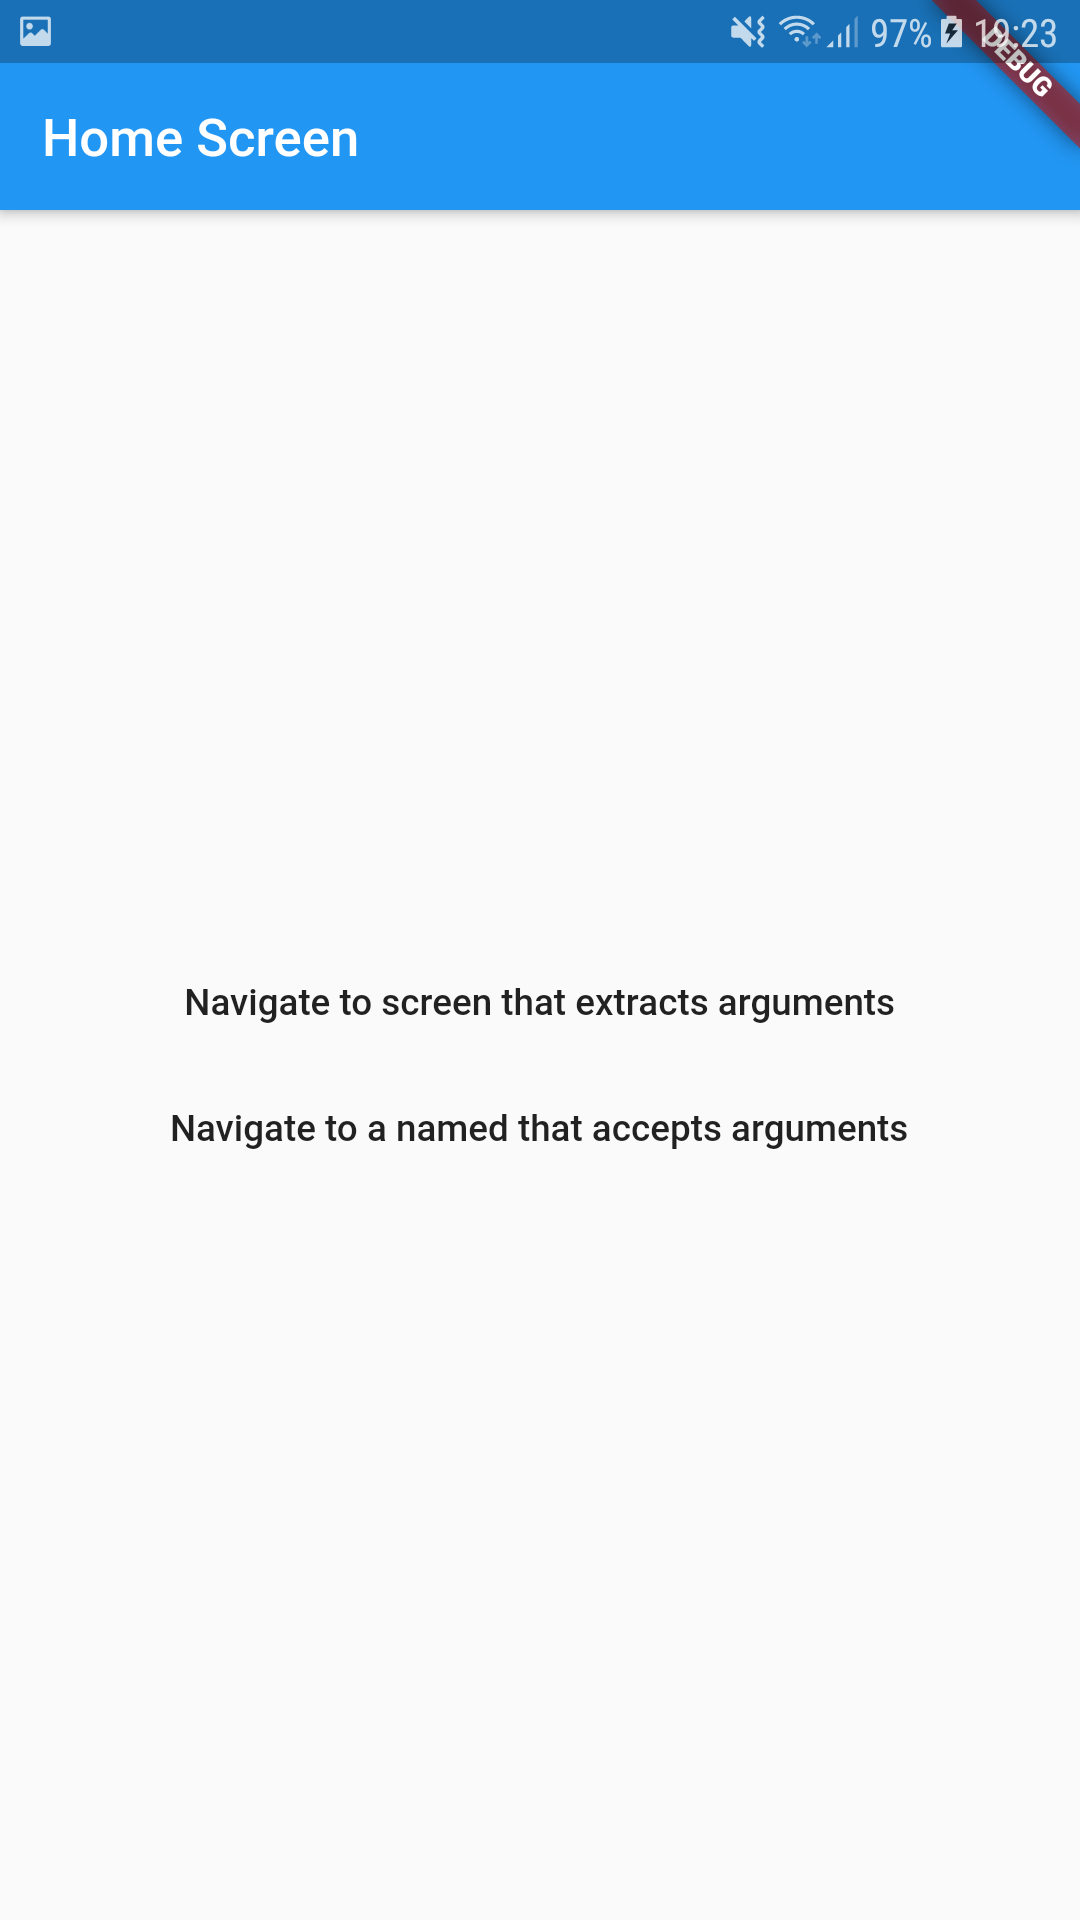 97% 19:23
DEBUG
Home Screen
Navigate to screen that extracts arguments
Navigate to a named that accepts arguments